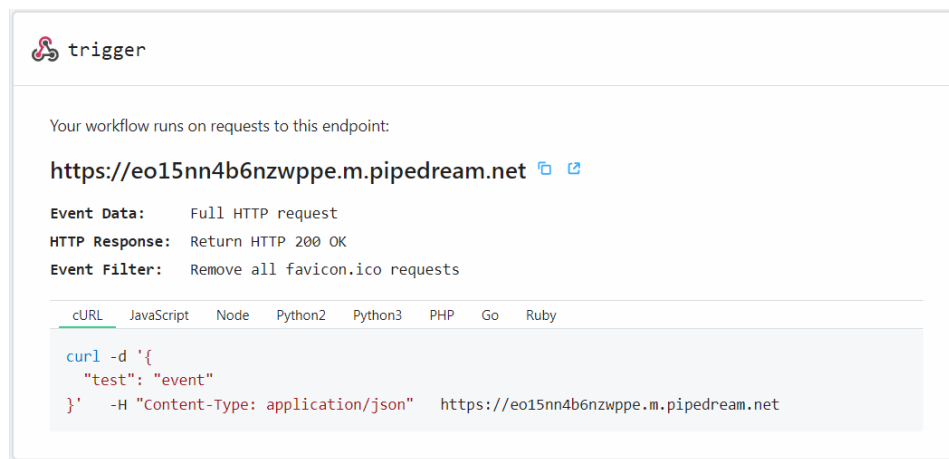 trigger
Your workflow runs on requests to this endpoint:
https://eo15nn4b6nzwppe.m.pipedream.net
Event Data: Full HTTP request
HTTP Response: Return HTTP 200 OK
Event Filter: Remove all favicon.ico requests
cURL JavaScript Node Python2 Python3 PHP Go Ruby
curl -d '{
"test": "event"
}' -H "Content-Type: application/json" https://eo15nn4b6nzwppe.m.pipedream.net